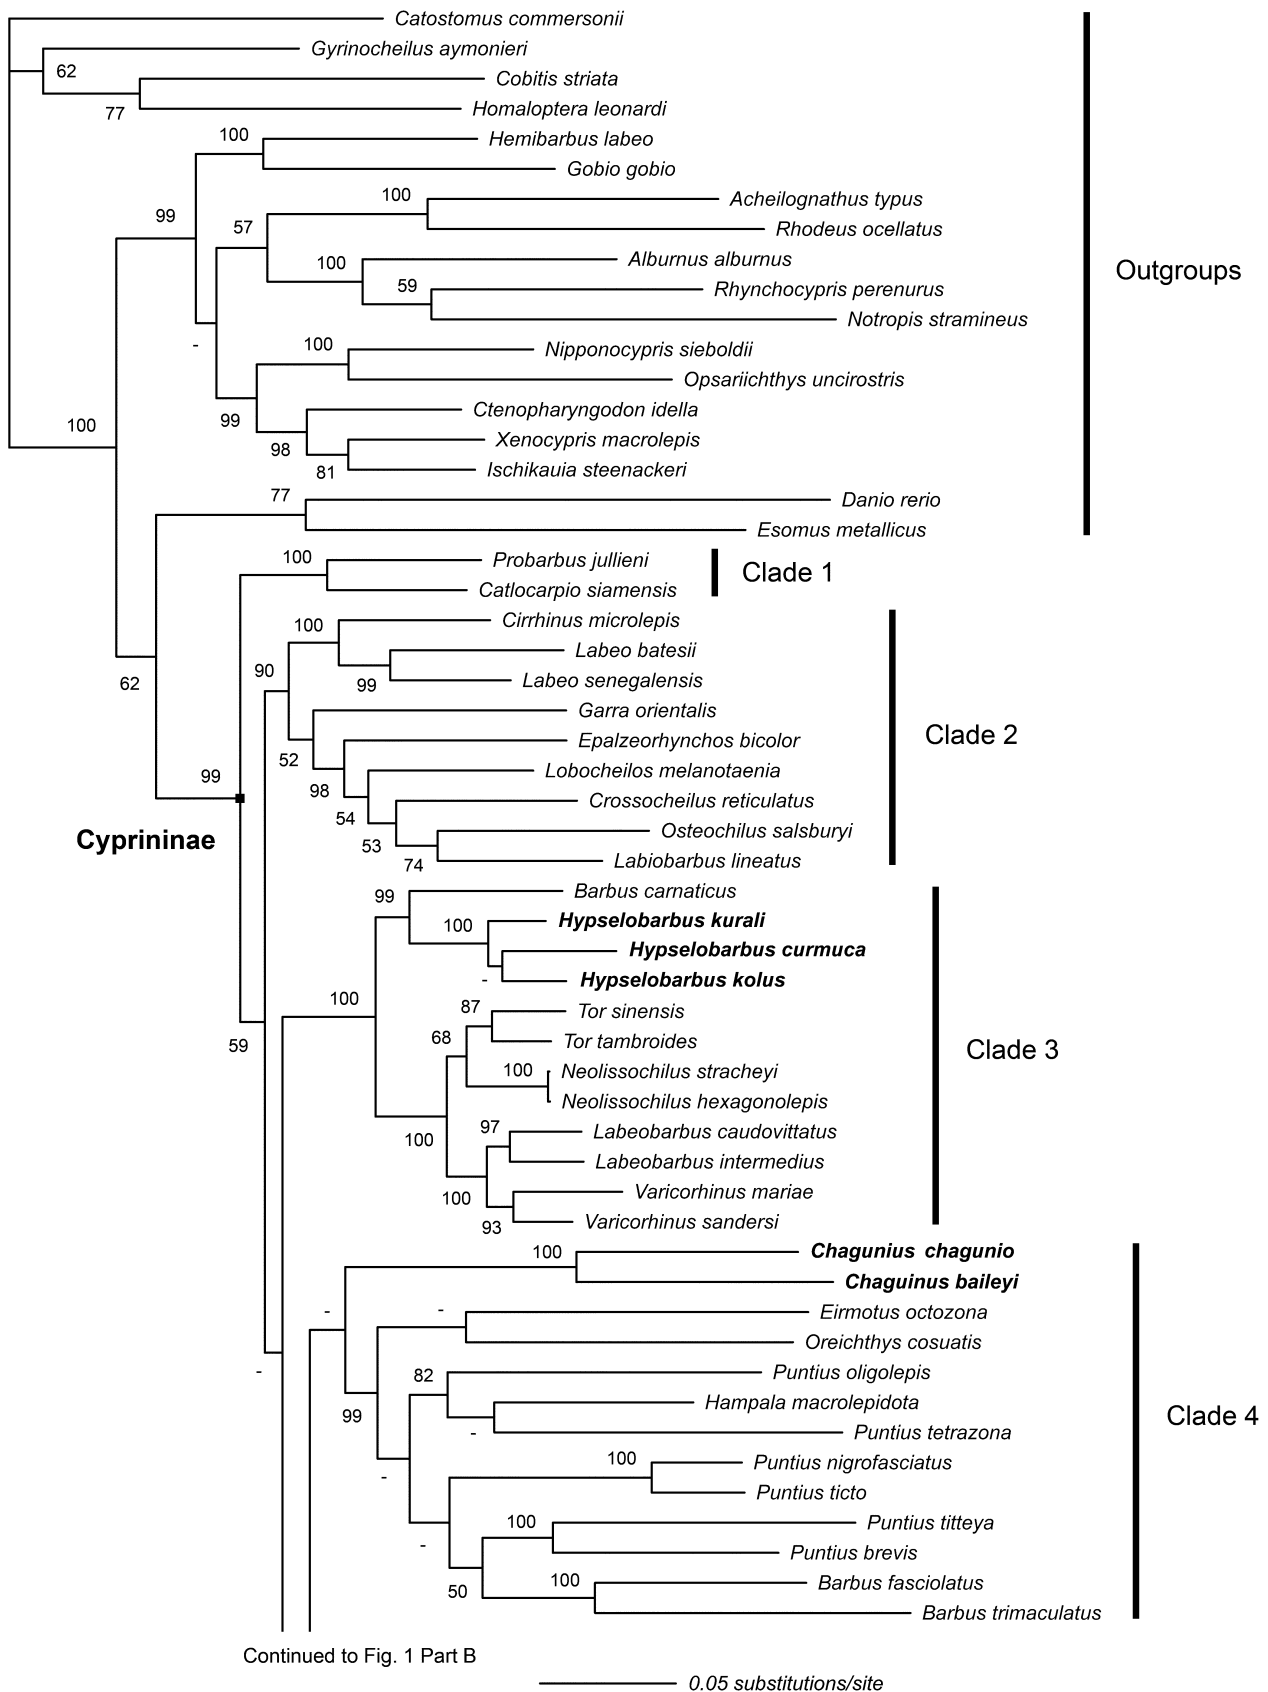 Catostomus commersonii
Gyrinocheilus aymonieri
62
Cobitis striata
77
Homaloptera leonardi
100
Hemibarbus labeo
Gobio gobio
100
Acheilognathus typus
99
57
Rhodeus ocellatus
100
Alburnus alburnus
Outgroups
59
Rhynchocypris perenurus
Notropis stramineus
-
100
Nipponocypris sieboldii
Opsariichthys uncirostris
99
Ctenopharyngodon idella
100
98
Xenocypris macrolepis
81
Ischikauia steenackeri
77
Danio rerio
Esomus metallicus
100
Probarbus jullieni
Clade 1
Catlocarpio siamensis
100
Cirrhinus microlepis
Labeo batesii
90
99
Labeo senegalensis
62
Garra orientalis
52
Epalzeorhynchos bicolor
Clade 2
99
98
Lobocheilos melanotaenia
54
Crossocheilus reticulatus
Cyprininae
53
Osteochilus salsburyi
74
Labiobarbus lineatus
99
Barbus carnaticus
100
Hypselobarbus kurali
Hypselobarbus curmuca
-
Hypselobarbus kolus
100
87
Tor sinensis
68
Tor tambroides
59
Clade 3
100
Neolissochilus stracheyi
Neolissochilus hexagonolepis
100
97
Labeobarbus caudovittatus
Labeobarbus intermedius
100
Varicorhinus mariae
93
Varicorhinus sandersi
100
Chagunius chagunio
Chaguinus baileyi
-
-
Eirmotus octozona
Oreichthys cosuatis
-
82
Puntius oligolepis
99
Hampala macrolepidota
Clade 4
-
Puntius tetrazona
100
Puntius nigrofasciatus
-
Puntius ticto
100
Puntius titteya
-
Puntius brevis
50
100
Barbus fasciolatus
Barbus trimaculatus
Continued to Fig. 1 Part B
0.05 substitutions/site